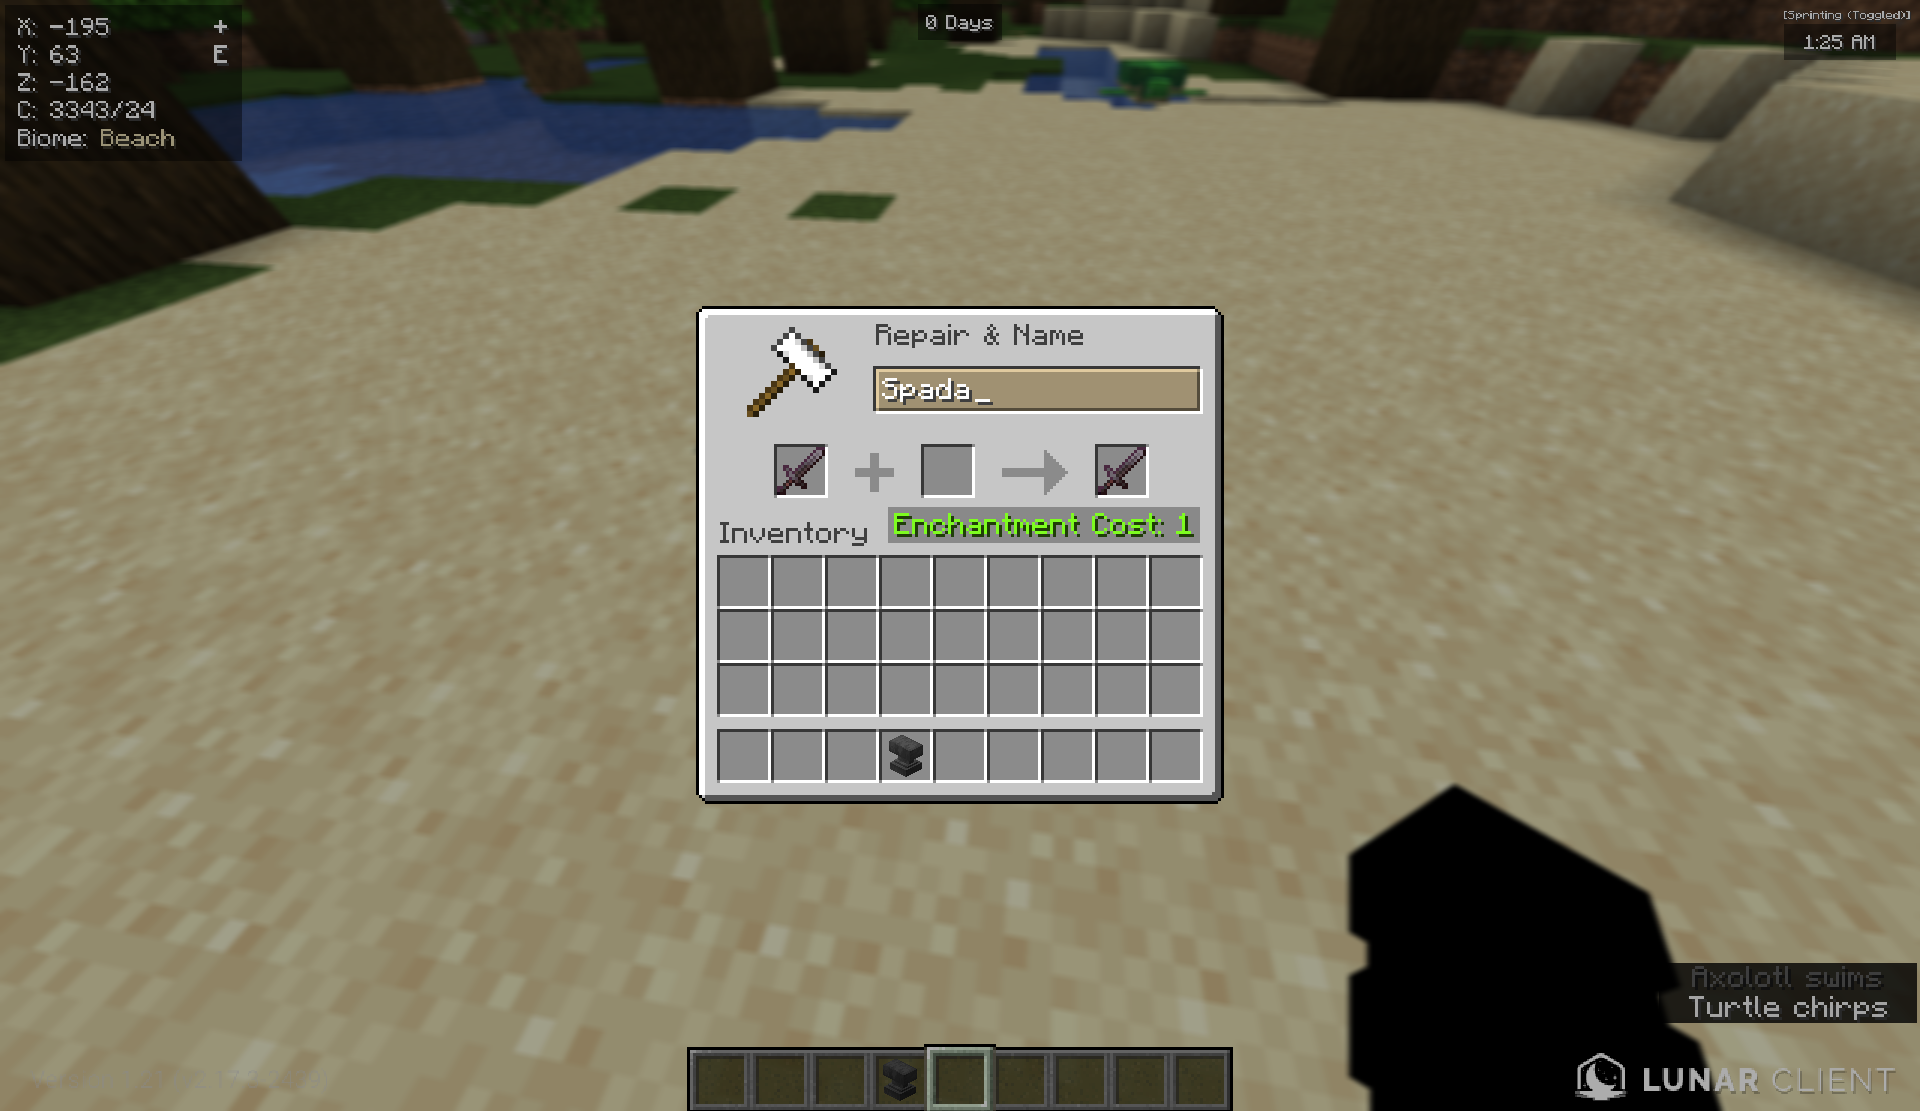 X: -195 +
Y: 63 E
Z: -162
C: 3343/24
Biome: Beach
0 Days
[Sprinting (Toggled)]
1:25 AM
Repair & Name
Spada_
Enchantment Cost: 1
Inventory
Axolotl swims
Turtle chirps
LUNAR CLIENT